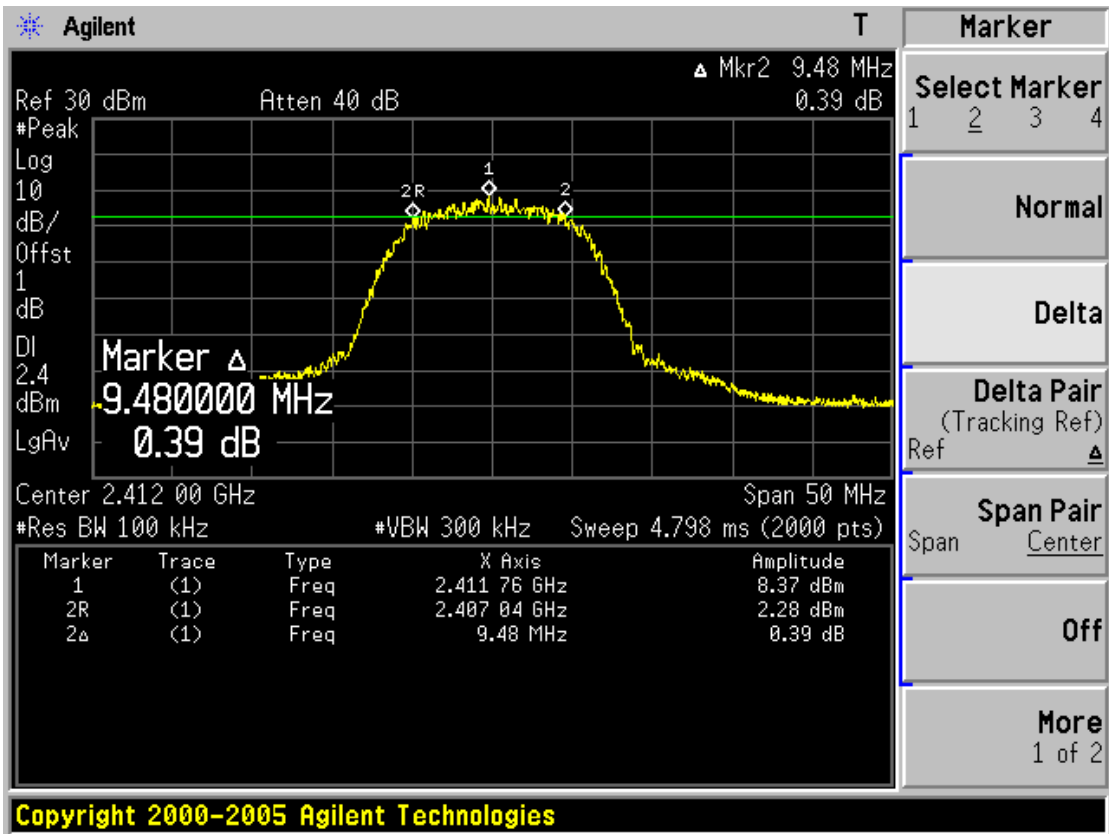 Agilent T
Δ Mkr2 9.48 MHz
Ref 30 dBm Atten 40 dB 0.39 dB
#Peak
Log
10
dB/
Offst
1
dB
DI
2.4
dBm
LgAv
1
2R
2
Marker Δ
9.480000 MHz
0.39 dB
Center 2.412 00 GHz Span 50 MHz
#Res BW 100 kHz #VBW 300 kHz Sweep 4.798 ms (2000 pts)
Marker Trace Type X Axis Amplitude
1 (1) Freq 2.411 76 GHz 8.37 dBm
2R (1) Freq 2.407 04 GHz 2.28 dBm
2Δ (1) Freq 9.48 MHz 0.39 dB
Marker
Select Marker
1 2 3 4
Normal
Delta
Delta Pair
(Tracking Ref)
Ref Δ
Span Pair
Span Center
Off
More
1 of 2
Copyright 2000-2005 Agilent Technologies